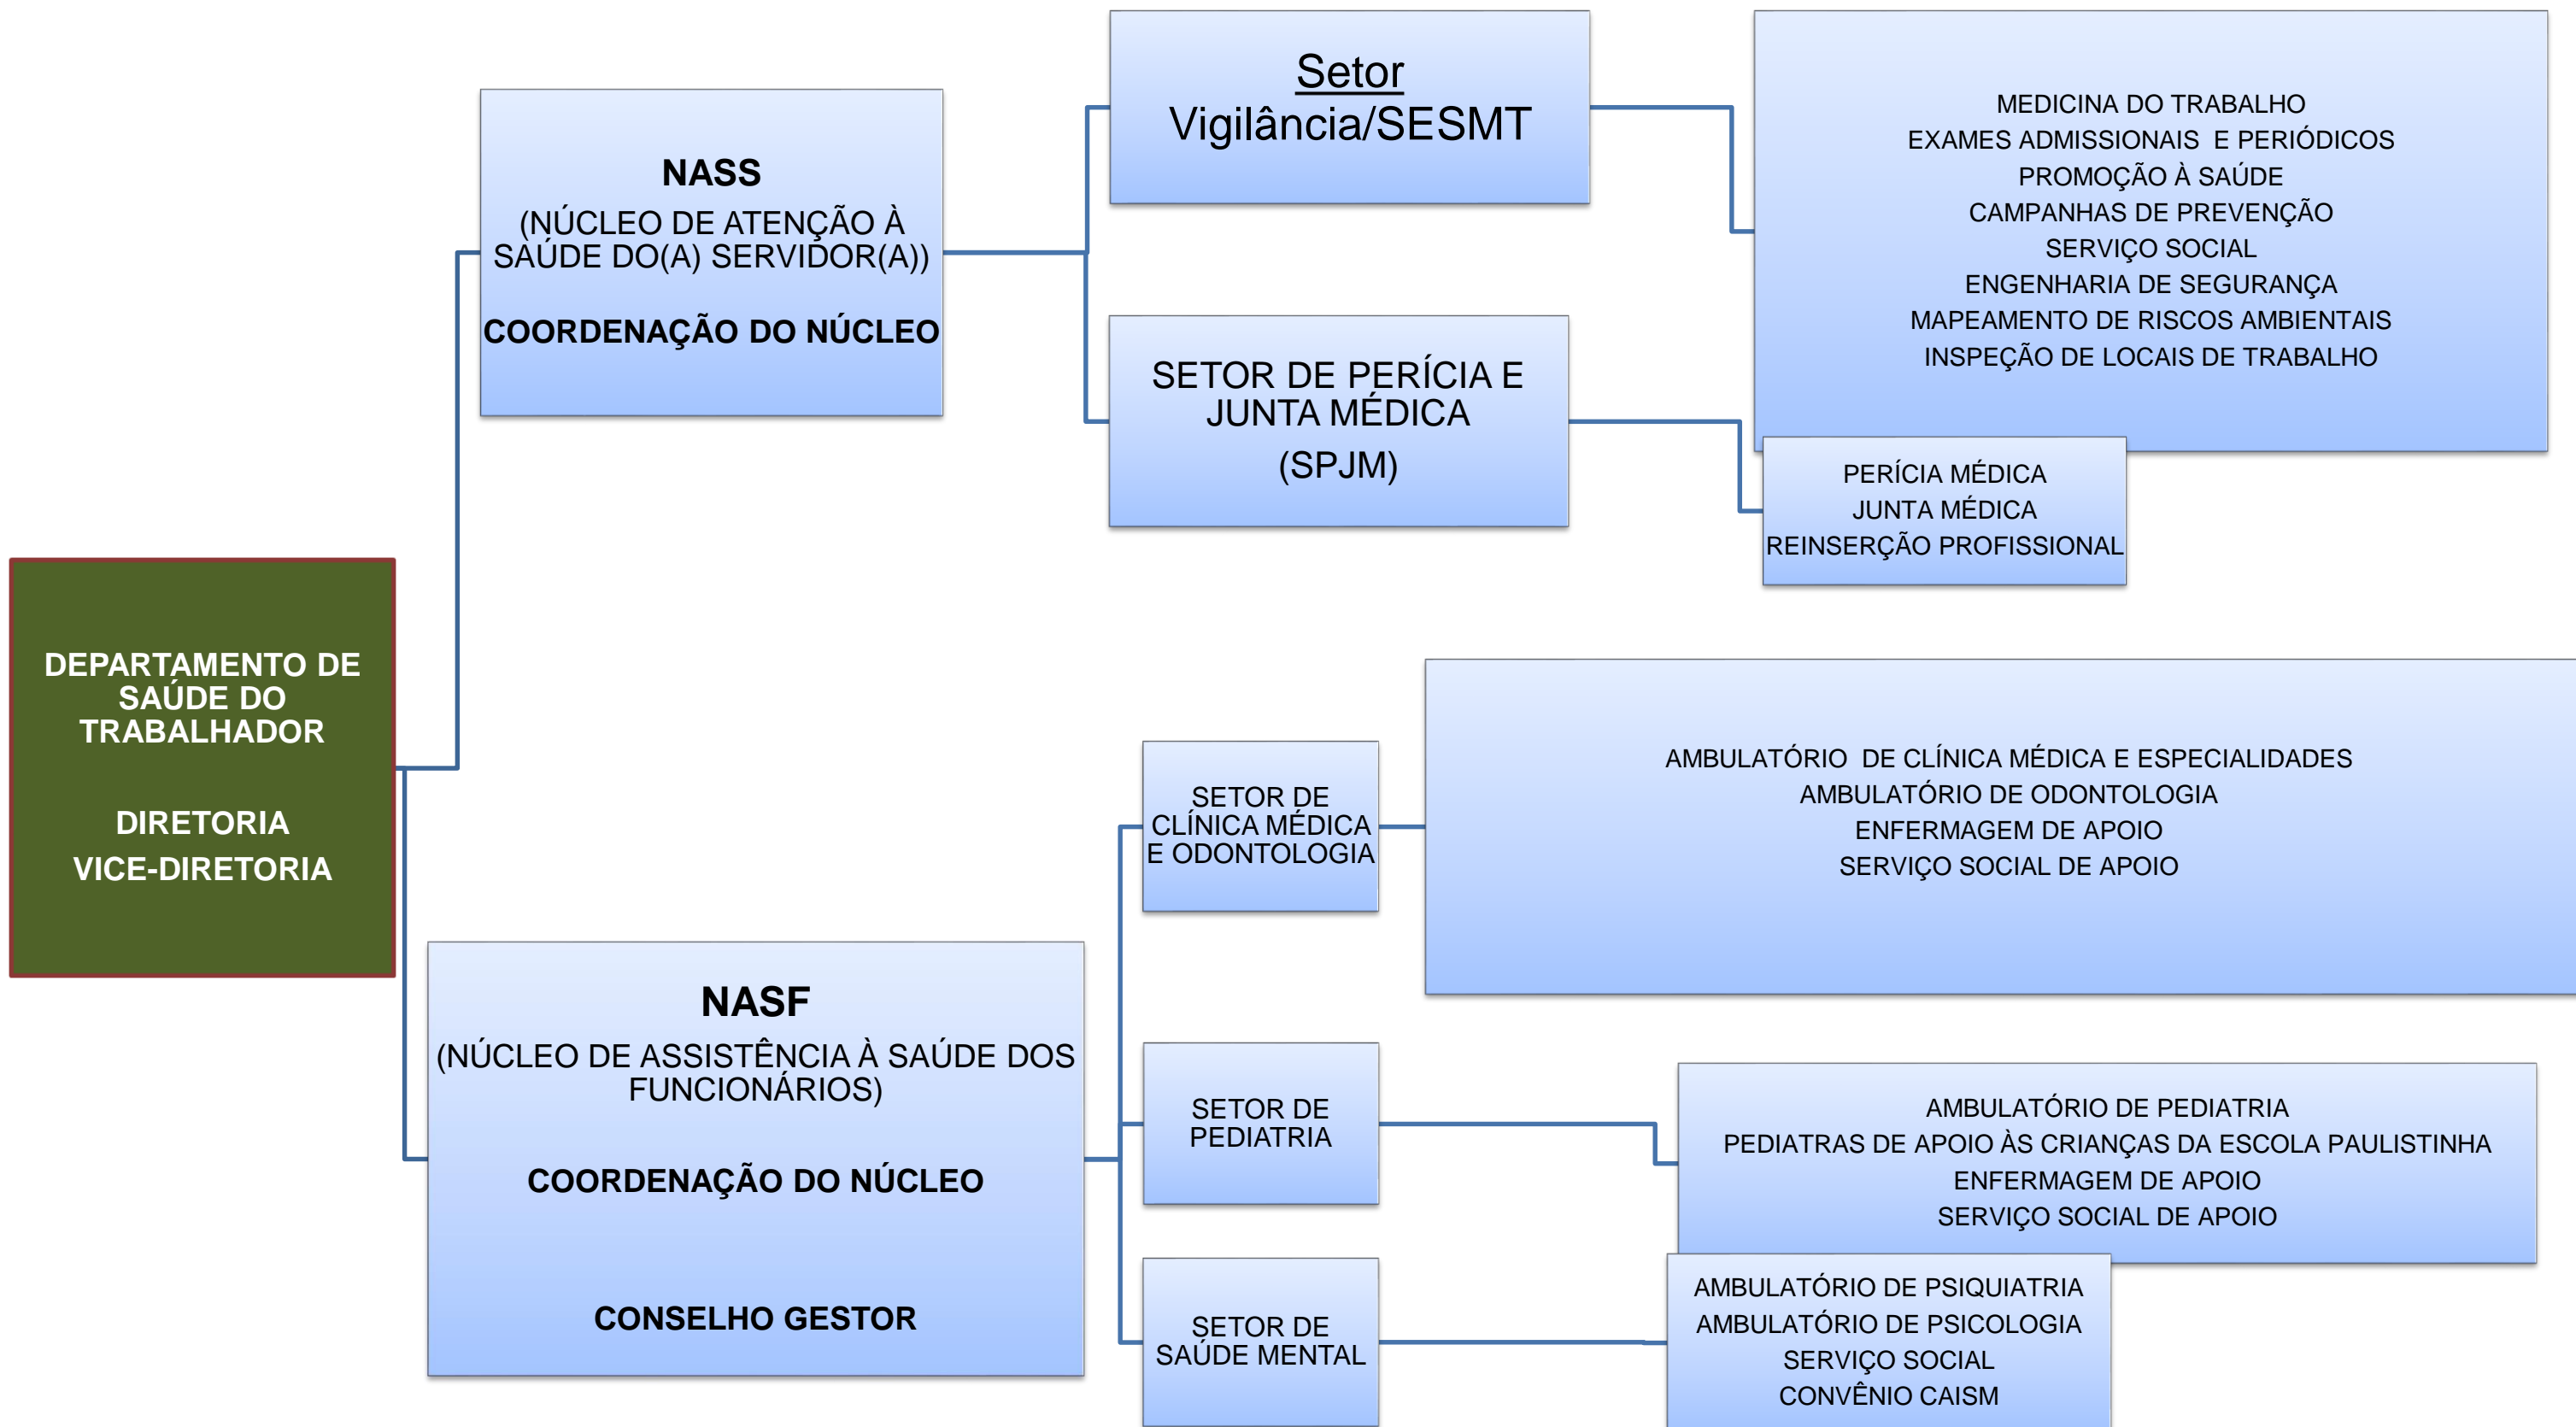 DEPARTAMENTO DE
SAÚDE DO
TRABALHADOR
DIRETORIA
VICE-DIRETORIA
NASS
(NÚCLEO DE ATENÇÃO À
SAÚDE DO(A) SERVIDOR(A))
COORDENAÇÃO DO NÚCLEO
Setor
Vigilância/SESMT
MEDICINA DO TRABALHO
EXAMES ADMISSIONAIS E PERIÓDICOS
PROMOÇÃO À SAÚDE
CAMPANHAS DE PREVENÇÃO
SERVIÇO SOCIAL
ENGENHARIA DE SEGURANÇA
MAPEAMENTO DE RISCOS AMBIENTAIS
INSPEÇÃO DE LOCAIS DE TRABALHO
SETOR DE PERÍCIA E
JUNTA MÉDICA
(SPJM)
PERÍCIA MÉDICA
JUNTA MÉDICA
REINSERÇÃO PROFISSIONAL
NASF
(NÚCLEO DE ASSISTÊNCIA À SAÚDE DOS
FUNCIONÁRIOS)
COORDENAÇÃO DO NÚCLEO
CONSELHO GESTOR
SETOR DE
CLÍNICA MÉDICA
E ODONTOLOGIA
AMBULATÓRIO DE CLÍNICA MÉDICA E ESPECIALIDADES
AMBULATÓRIO DE ODONTOLOGIA
ENFERMAGEM DE APOIO
SERVIÇO SOCIAL DE APOIO
SETOR DE
PEDIATRIA
AMBULATÓRIO DE PEDIATRIA
PEDIATRAS DE APOIO ÀS CRIANÇAS DA ESCOLA PAULISTINHA
ENFERMAGEM DE APOIO
SERVIÇO SOCIAL DE APOIO
SETOR DE
SAÚDE MENTAL
AMBULATÓRIO DE PSIQUIATRIA
AMBULATÓRIO DE PSICOLOGIA
SERVIÇO SOCIAL
CONVÊNIO CAISM